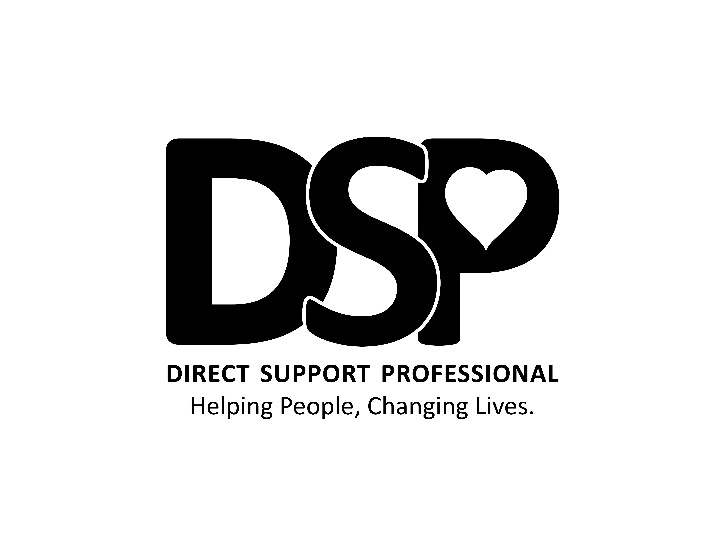 DSP
DIRECT SUPPORT PROFESSIONAL
Helping People, Changing Lives.